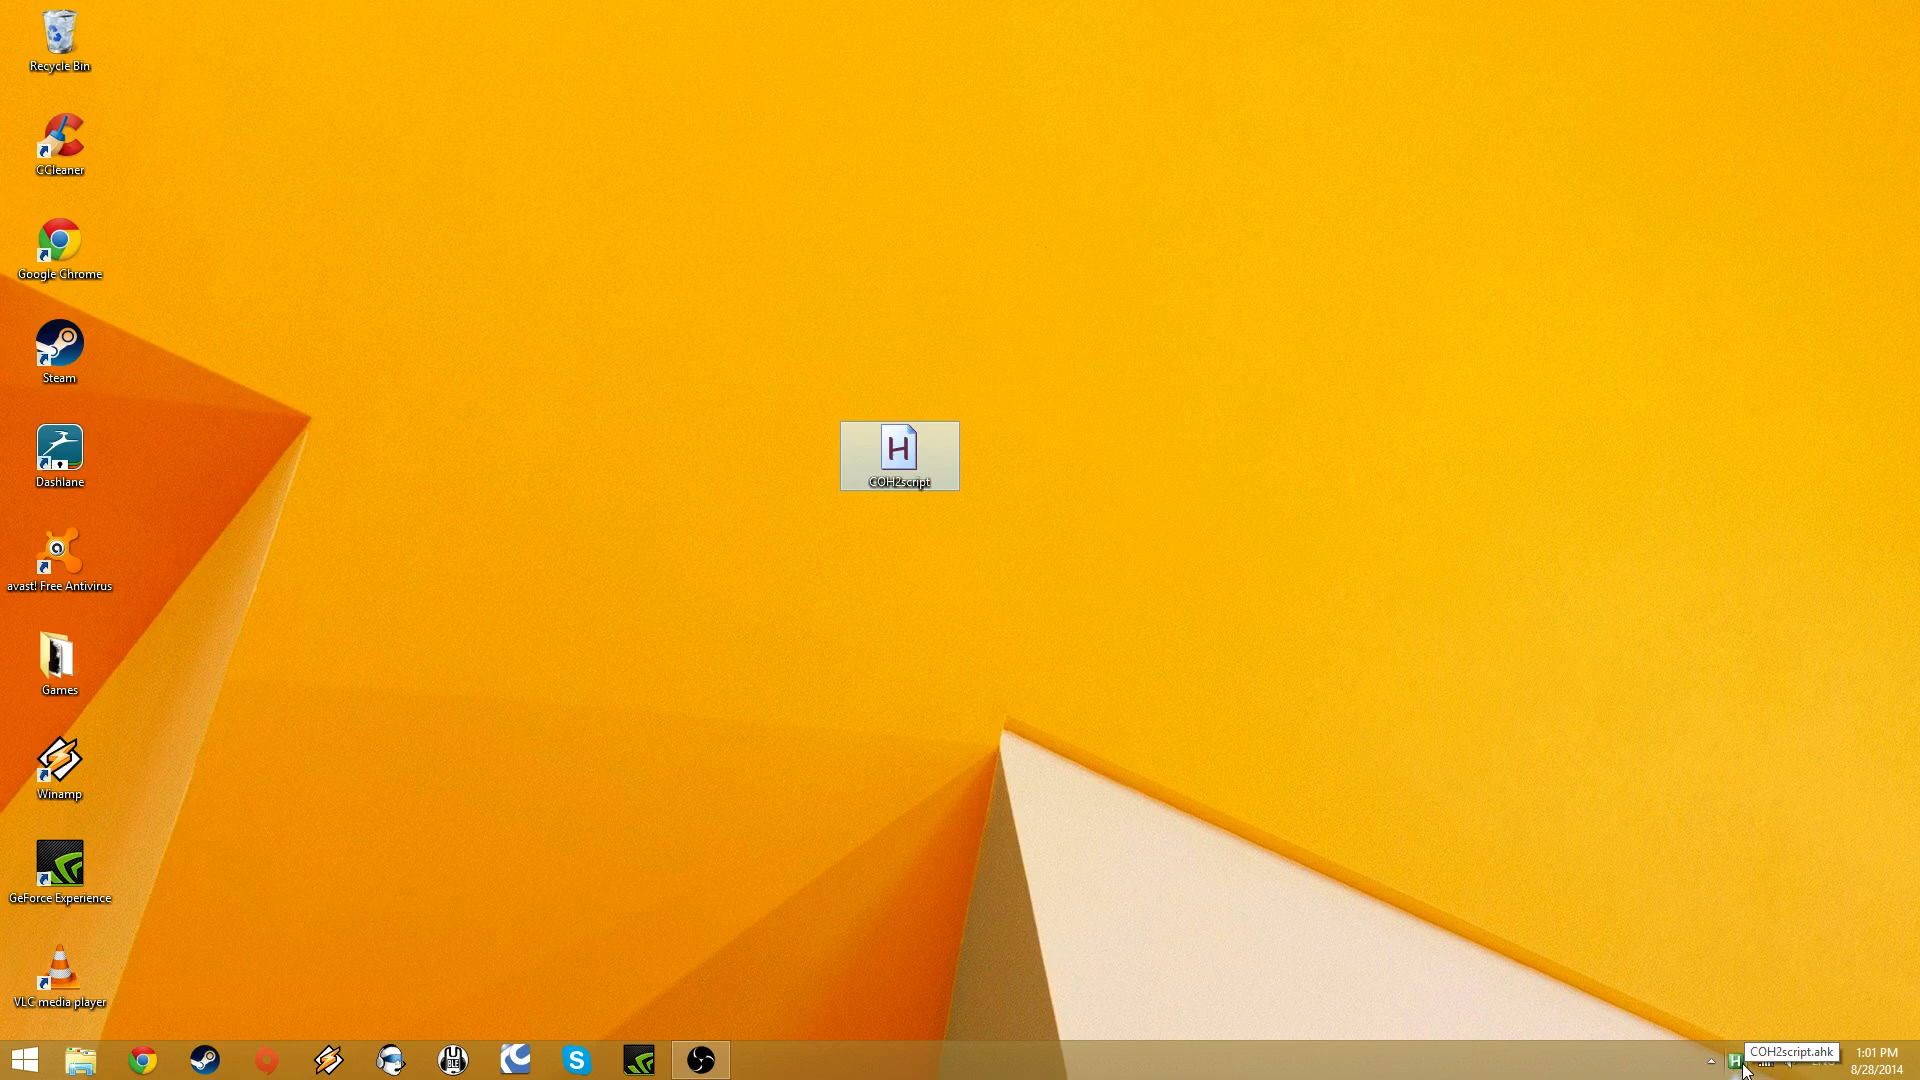 Recycle Bin
CCleaner
Google Chrome
Steam
Dashlane
avast! Free Antivirus
Games
Winamp
GeForce Experience
VLC media player
H
COH2script
BLE
S
H
COH2script.ahk
1:01 PM
8/28/2014